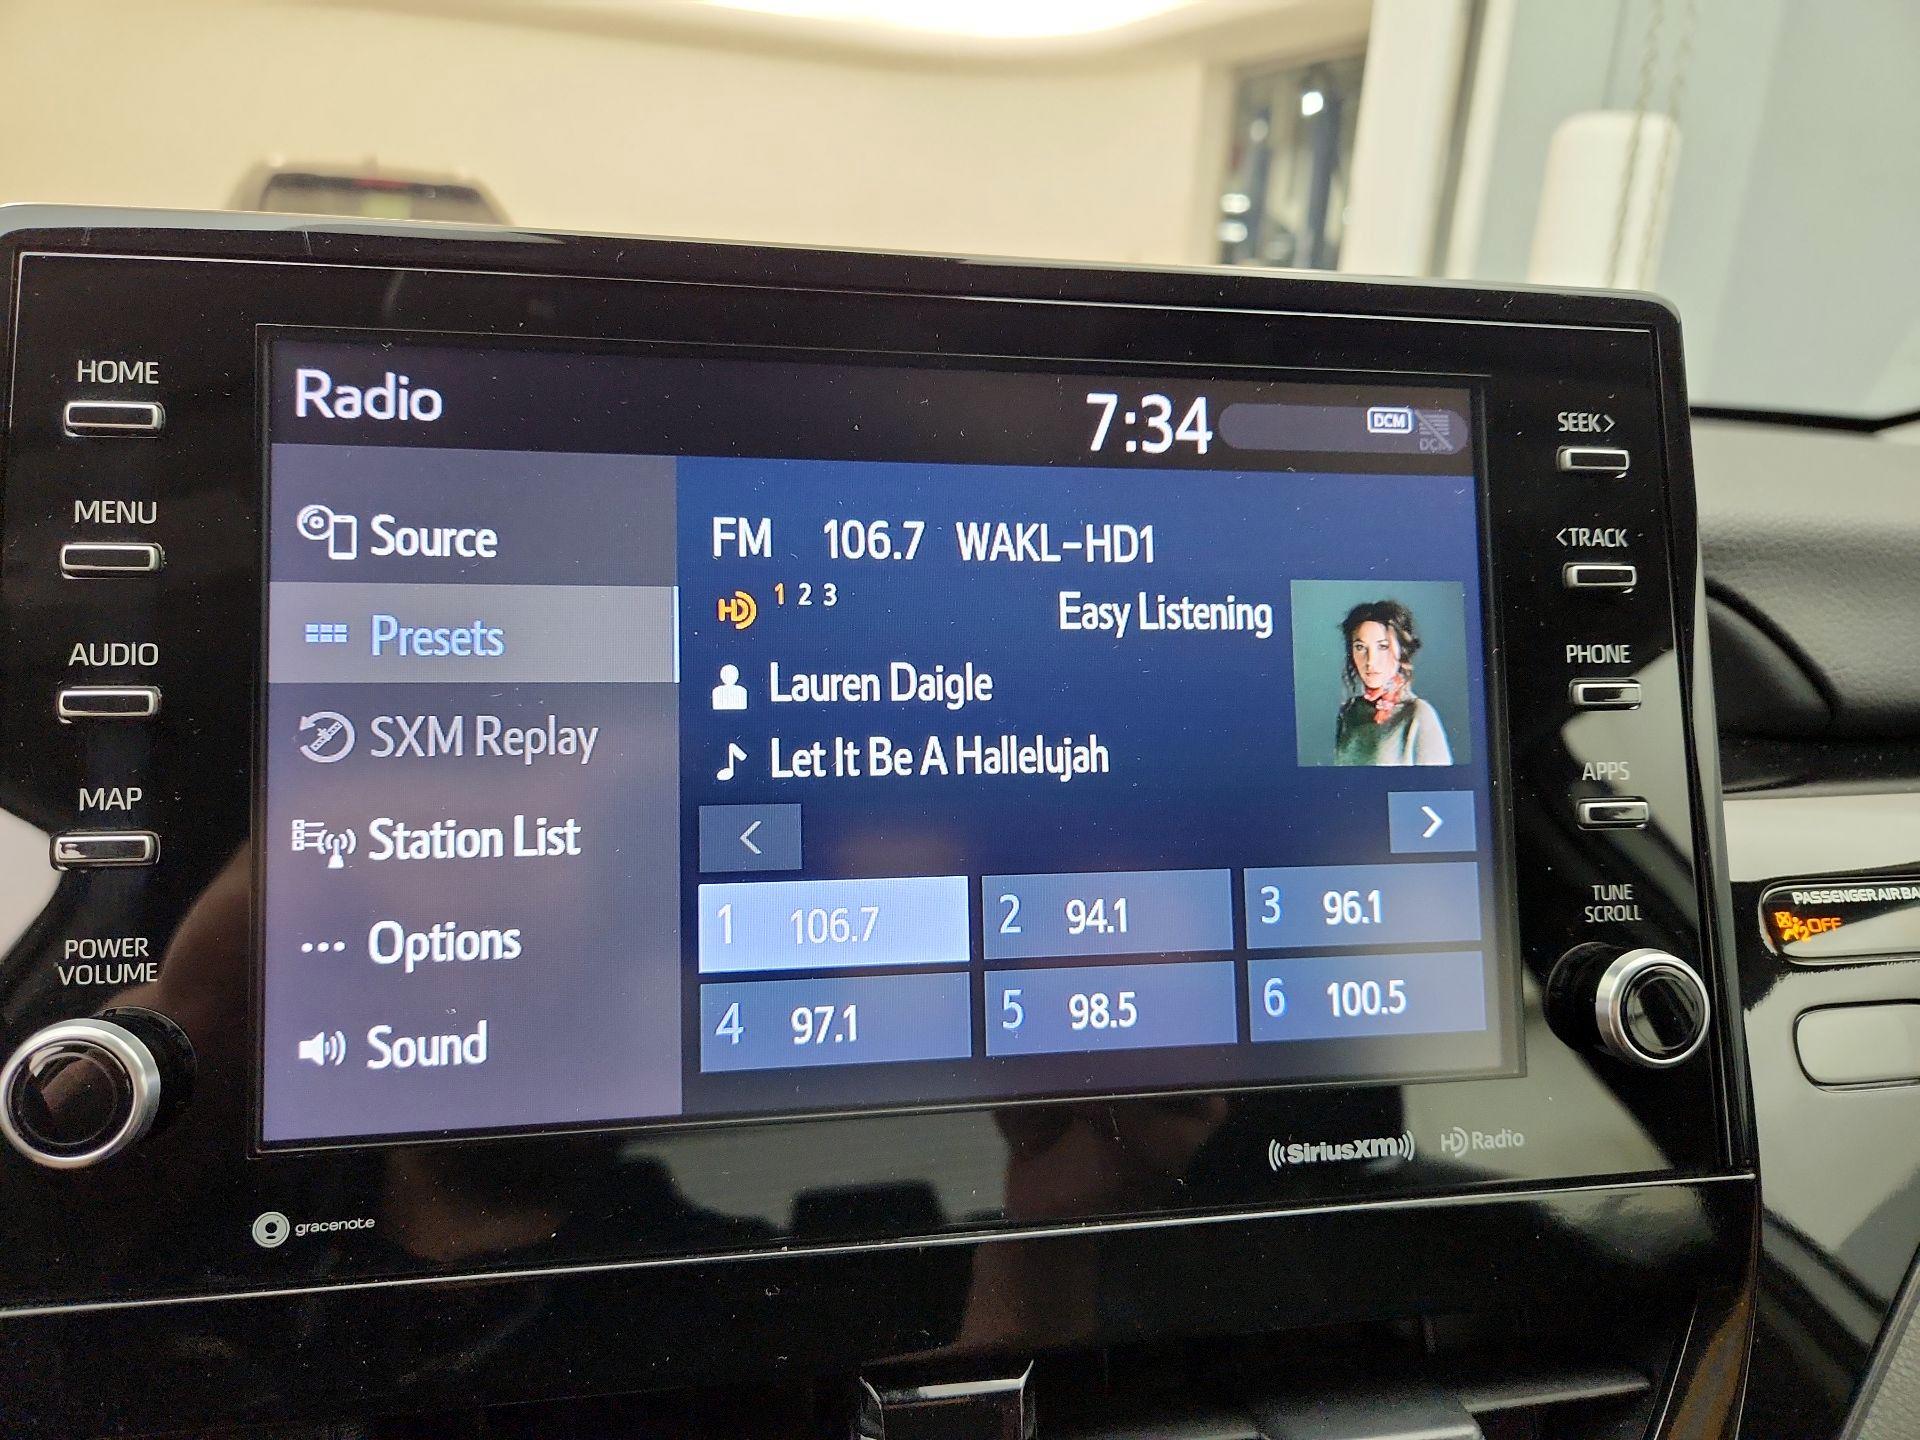 HOME
MENU
AUDIO
MAP
POWER
VOLUME
Radio
7:34
DCM
Source
Presets
SXM Replay
Station List
Options
Sound
FM 106.7 WAKL-HD1
HD 1 2 3
Easy Listening
Lauren Daigle
Let It Be A Hallelujah
< >
1 106.7
2 94.1
3 96.1
4 97.1
5 98.5
6 100.5
SEEK>
<TRACK
PHONE
APPS
TUNE
SCROLL
PASSENGER AIR BA
2 OFF
((SiriusXM))
HD Radio
gracenote